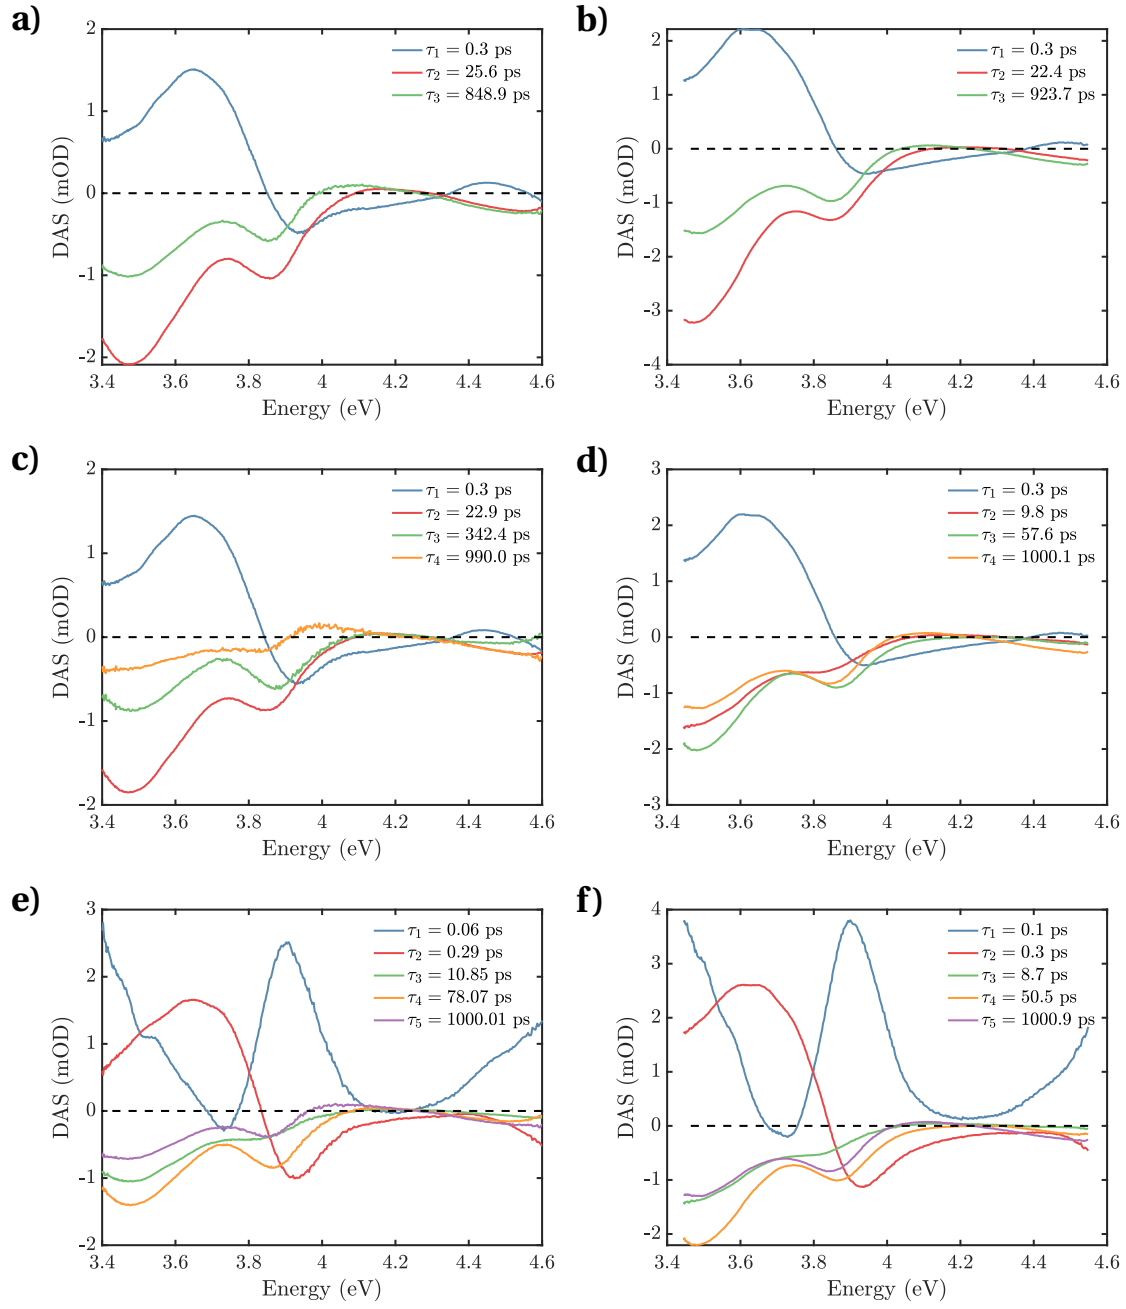 a)
2
1
0
-1
-2
DAS (mOD)
τ1 = 0.3 ps
τ2 = 25.6 ps
τ3 = 848.9 ps
3.4 3.6 3.8 4 4.2 4.4 4.6
Energy (eV)
b)
2
1
0
-1
-2
-3
-4
DAS (mOD)
τ1 = 0.3 ps
τ2 = 22.4 ps
τ3 = 923.7 ps
3.4 3.6 3.8 4 4.2 4.4 4.6
Energy (eV)
c)
2
1
0
-1
-2
DAS (mOD)
τ1 = 0.3 ps
τ2 = 22.9 ps
τ3 = 342.4 ps
τ4 = 990.0 ps
3.4 3.6 3.8 4 4.2 4.4 4.6
Energy (eV)
d)
3
2
1
0
-1
-2
-3
DAS (mOD)
τ1 = 0.3 ps
τ2 = 9.8 ps
τ3 = 57.6 ps
τ4 = 1000.1 ps
3.4 3.6 3.8 4 4.2 4.4 4.6
Energy (eV)
e)
3
2
1
0
-1
-2
DAS (mOD)
τ1 = 0.06 ps
τ2 = 0.29 ps
τ3 = 10.85 ps
τ4 = 78.07 ps
τ5 = 1000.01 ps
3.4 3.6 3.8 4 4.2 4.4 4.6
Energy (eV)
f)
4
3
2
1
0
-1
-2
DAS (mOD)
τ1 = 0.1 ps
τ2 = 0.3 ps
τ3 = 8.7 ps
τ4 = 50.5 ps
τ5 = 1000.9 ps
3.4 3.6 3.8 4 4.2 4.4 4.6
Energy (eV)